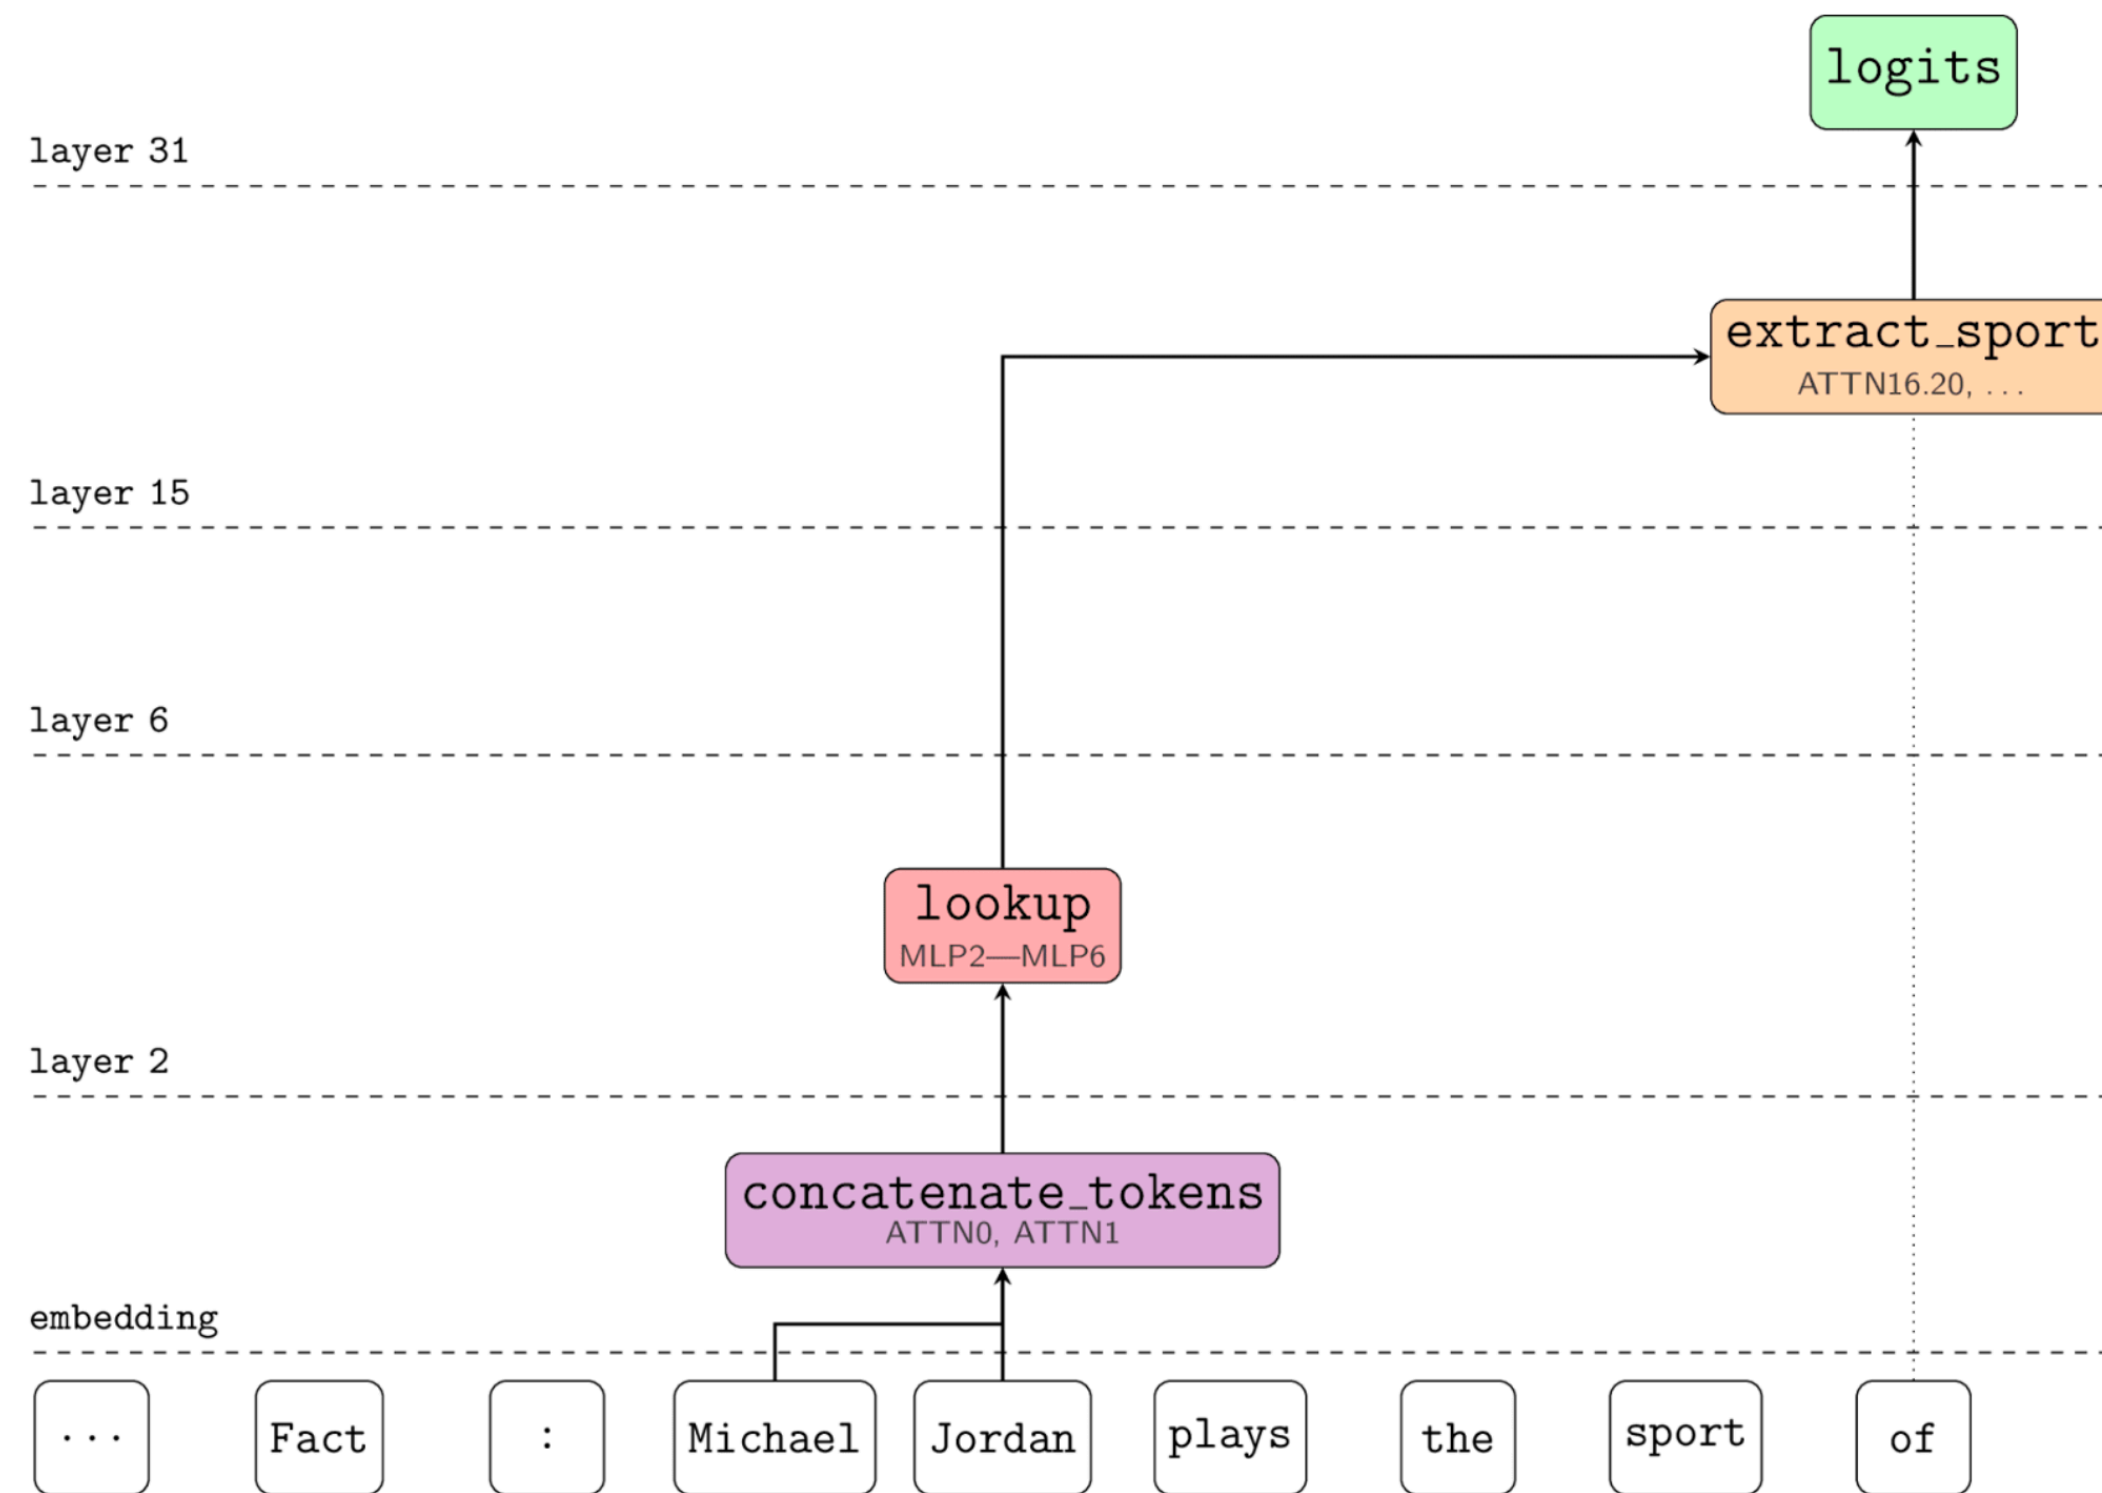 logits
layer 31
extract_sport
ATTN16.20, ...
layer 15
layer 6
lookup
MLP2—MLP6
layer 2
concatenate_tokens
ATTN0, ATTN1
embedding
... Fact : Michael Jordan plays the sport of